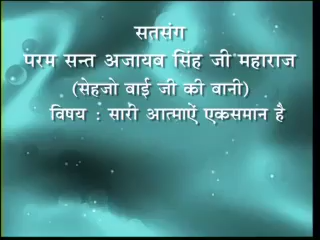 सतसंग
परम सन्त अजायब सिंह जी महाराज
(सेहजो बाई जी की बानी)
विषय : सारी आत्माऐं एकसमान है